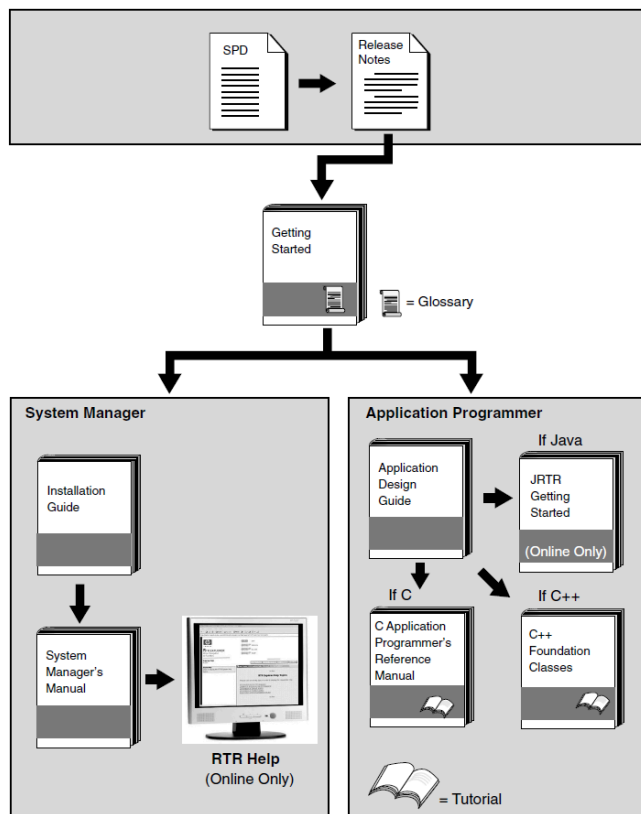 SPD
Release
Notes
Getting
Started
= Glossary
System Manager
Installation
Guide
System
Manager's
Manual
RTR Help
(Online Only)
Application Programmer
Application
Design
Guide
If Java
JRTR
Getting
Started
(Online Only)
If C
C Application
Programmer's
Reference
Manual
If C++
C++
Foundation
Classes
= Tutorial